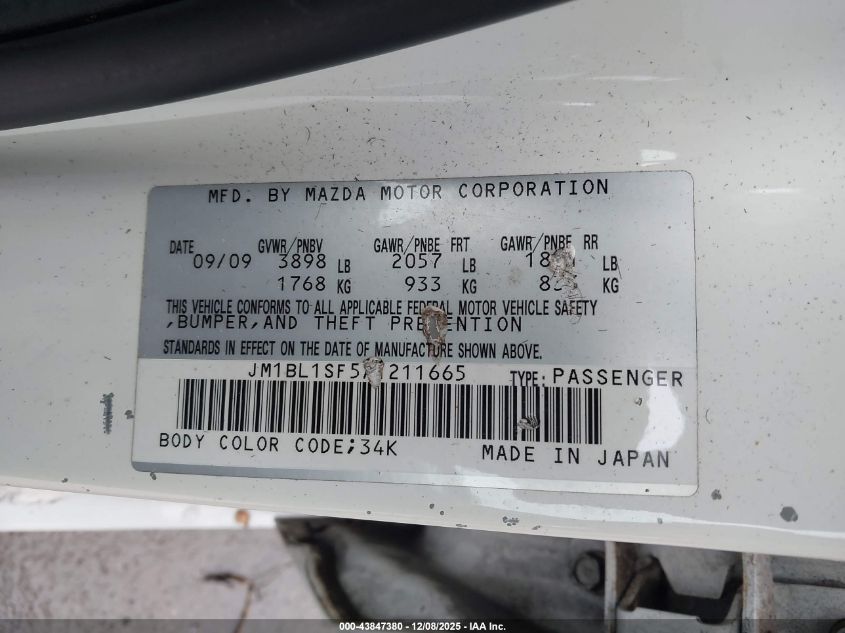 MFD. BY MAZDA MOTOR CORPORATION
DATE GVWR/PNBV GAWR/PNBE FRT GAWR/PNBE RR
09/09 3898 LB 2057 LB LB
1768 KG 933 KG KG
THIS VEHICLE CONFORMS TO ALL APPLICABLE FEDERAL MOTOR VEHICLE SAFETY
,BUMPER,AND THEFT PREVENTION
STANDARDS IN EFFECT ON THE DATE OF MANUFACTURE SHOWN ABOVE.
TYPE:PASSENGER
BODY COLOR CODE;34K MADE IN JAPAN
000-43847380 - 12/08/2025 - IAA Inc.